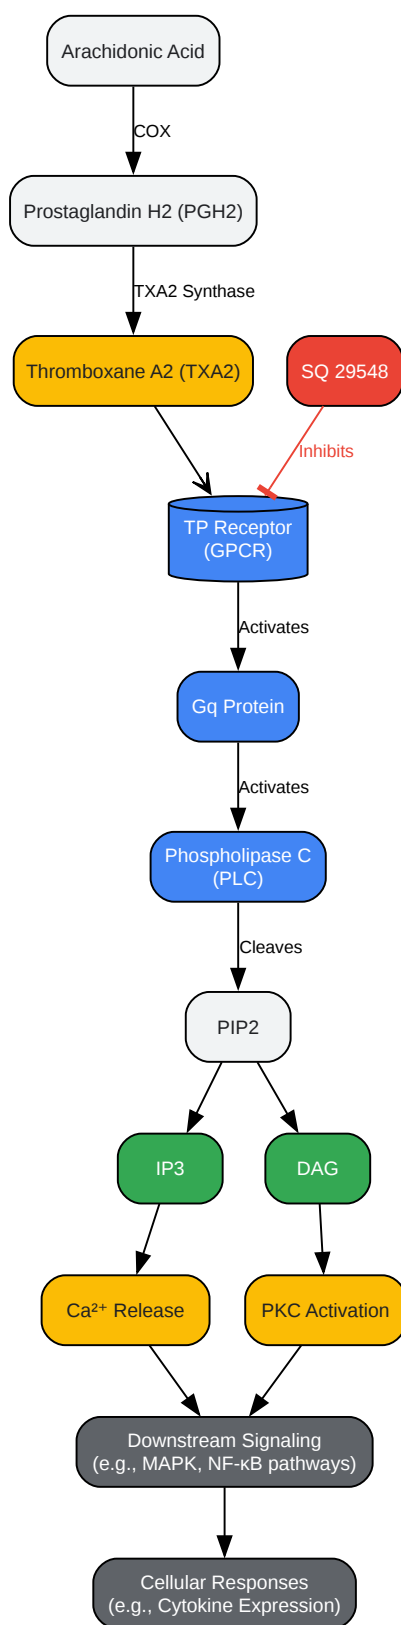 Arachidonic Acid
COX
Prostaglandin H2 (PGH2)
TXA2 Synthase
Thromboxane A2 (TXA2)
SQ 29548
Inhibits
TP Receptor
(GPCR)
Activates
Gq Protein
Activates
Phospholipase C
(PLC)
Cleaves
PIP2
IP3
DAG
Ca²⁺ Release
PKC Activation
Downstream Signaling
(e.g., MAPK, NF-κB pathways)
Cellular Responses
(e.g., Cytokine Expression)